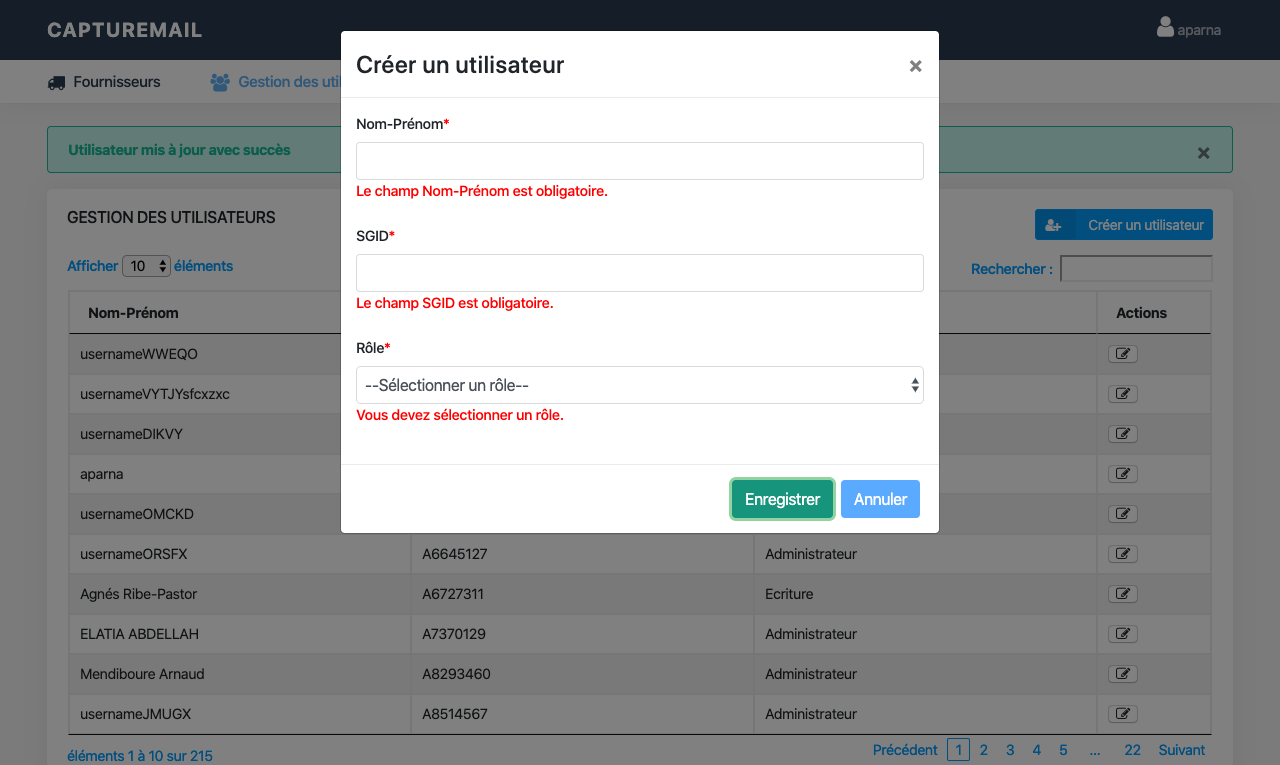 CAPTUREMAIL
aparna
Fournisseurs
Gestion des util
Utilisateur mis à jour avec succès
×
Créer un utilisateur
×
Nom-Prénom*
Le champ Nom-Prénom est obligatoire.
SGID*
Le champ SGID est obligatoire.
Rôle*
--Sélectionner un rôle--
Vous devez sélectionner un rôle.
Enregistrer Annuler
GESTION DES UTILISATEURS
Créer un utilisateur
Afficher 10 éléments
Rechercher :
Nom-Prénom Actions
usernameWWEQO
usernameVYTJYsfcxzxc
usernameDIKVY
aparna
usernameOMCKD
usernameORSFX A6645127 Administrateur
Agnés Ribe-Pastor A6727311 Ecriture
ELATIA ABDELLAH A7370129 Administrateur
Mendiboure Arnaud A8293460 Administrateur
usernameJMUGX A8514567 Administrateur
éléments 1 à 10 sur 215
Précédent 1 2 3 4 5 ... 22 Suivant